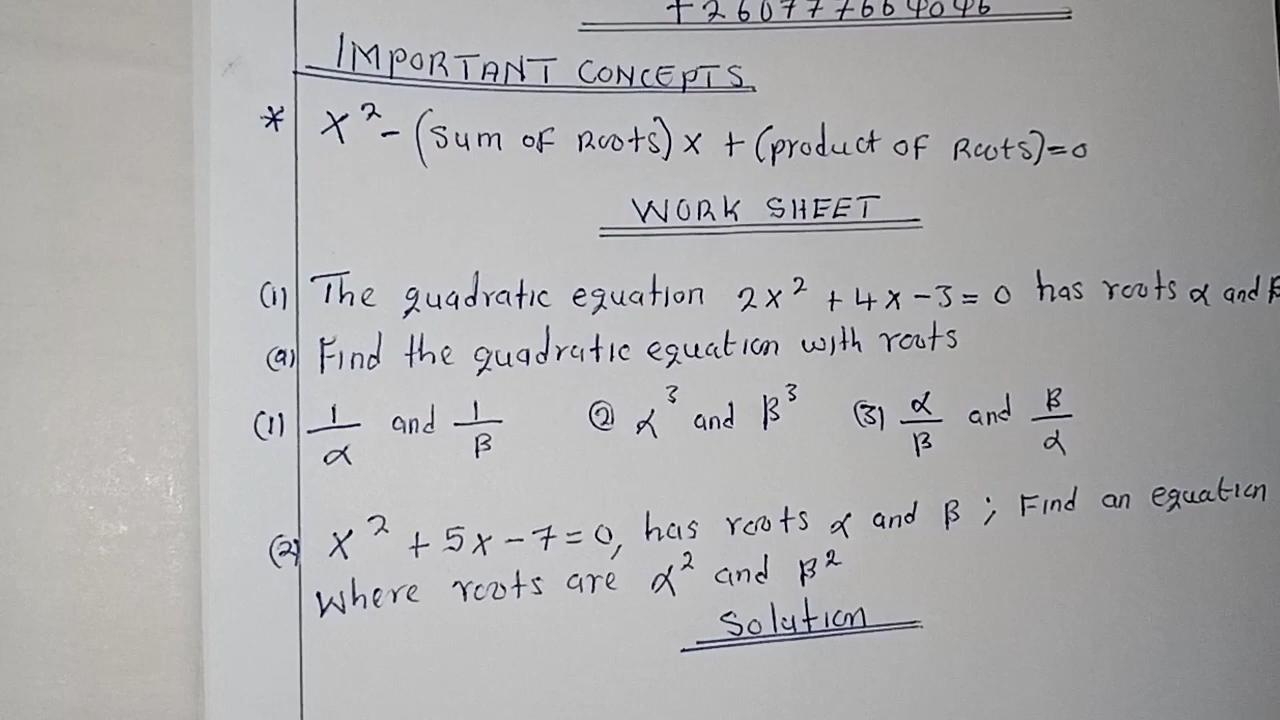 +260777664046
IMPORTANT CONCEPTS
* x² - (Sum of Roots) x + (product of Roots) = 0
WORK SHEET
(1) The quadratic equation 2x² + 4x - 3 = 0 has roots α and β
(a) Find the quadratic equation with roots
(1) 1/α and 1/β (2) α³ and β³ (3) α/β and β/α
(2) x² + 5x - 7 = 0, has roots α and β ; Find an equation
Where roots are α² and β²
Solution